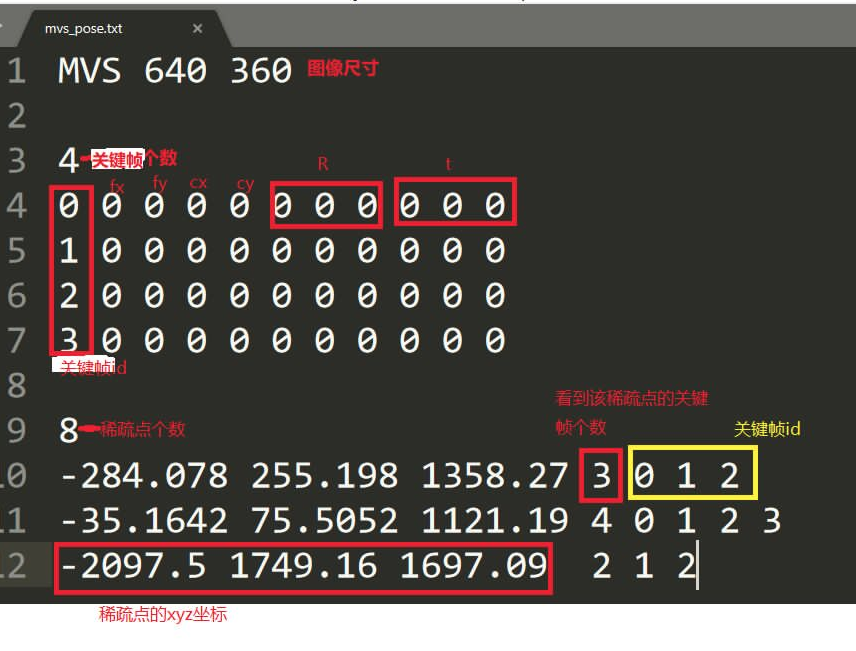 mvs_pose.txt ×
1 MVS 640 360 图像尺寸
2
3 4 关键帧个数 R t
fx fy cx cy
4 0 0 0 0 0 0 0 0 0 0 0
5 1 0 0 0 0 0 0 0 0 0 0
6 2 0 0 0 0 0 0 0 0 0 0
7 3 0 0 0 0 0 0 0 0 0 0
关键帧id
8
看到该稀疏点的关键
帧个数
关键帧id
9 8 稀疏点个数
10 -284.078 255.198 1358.27 3 0 1 2
11 -35.1642 75.5052 1121.19 4 0 1 2 3
12 -2097.5 1749.16 1697.09 2 1 2
稀疏点的xyz坐标